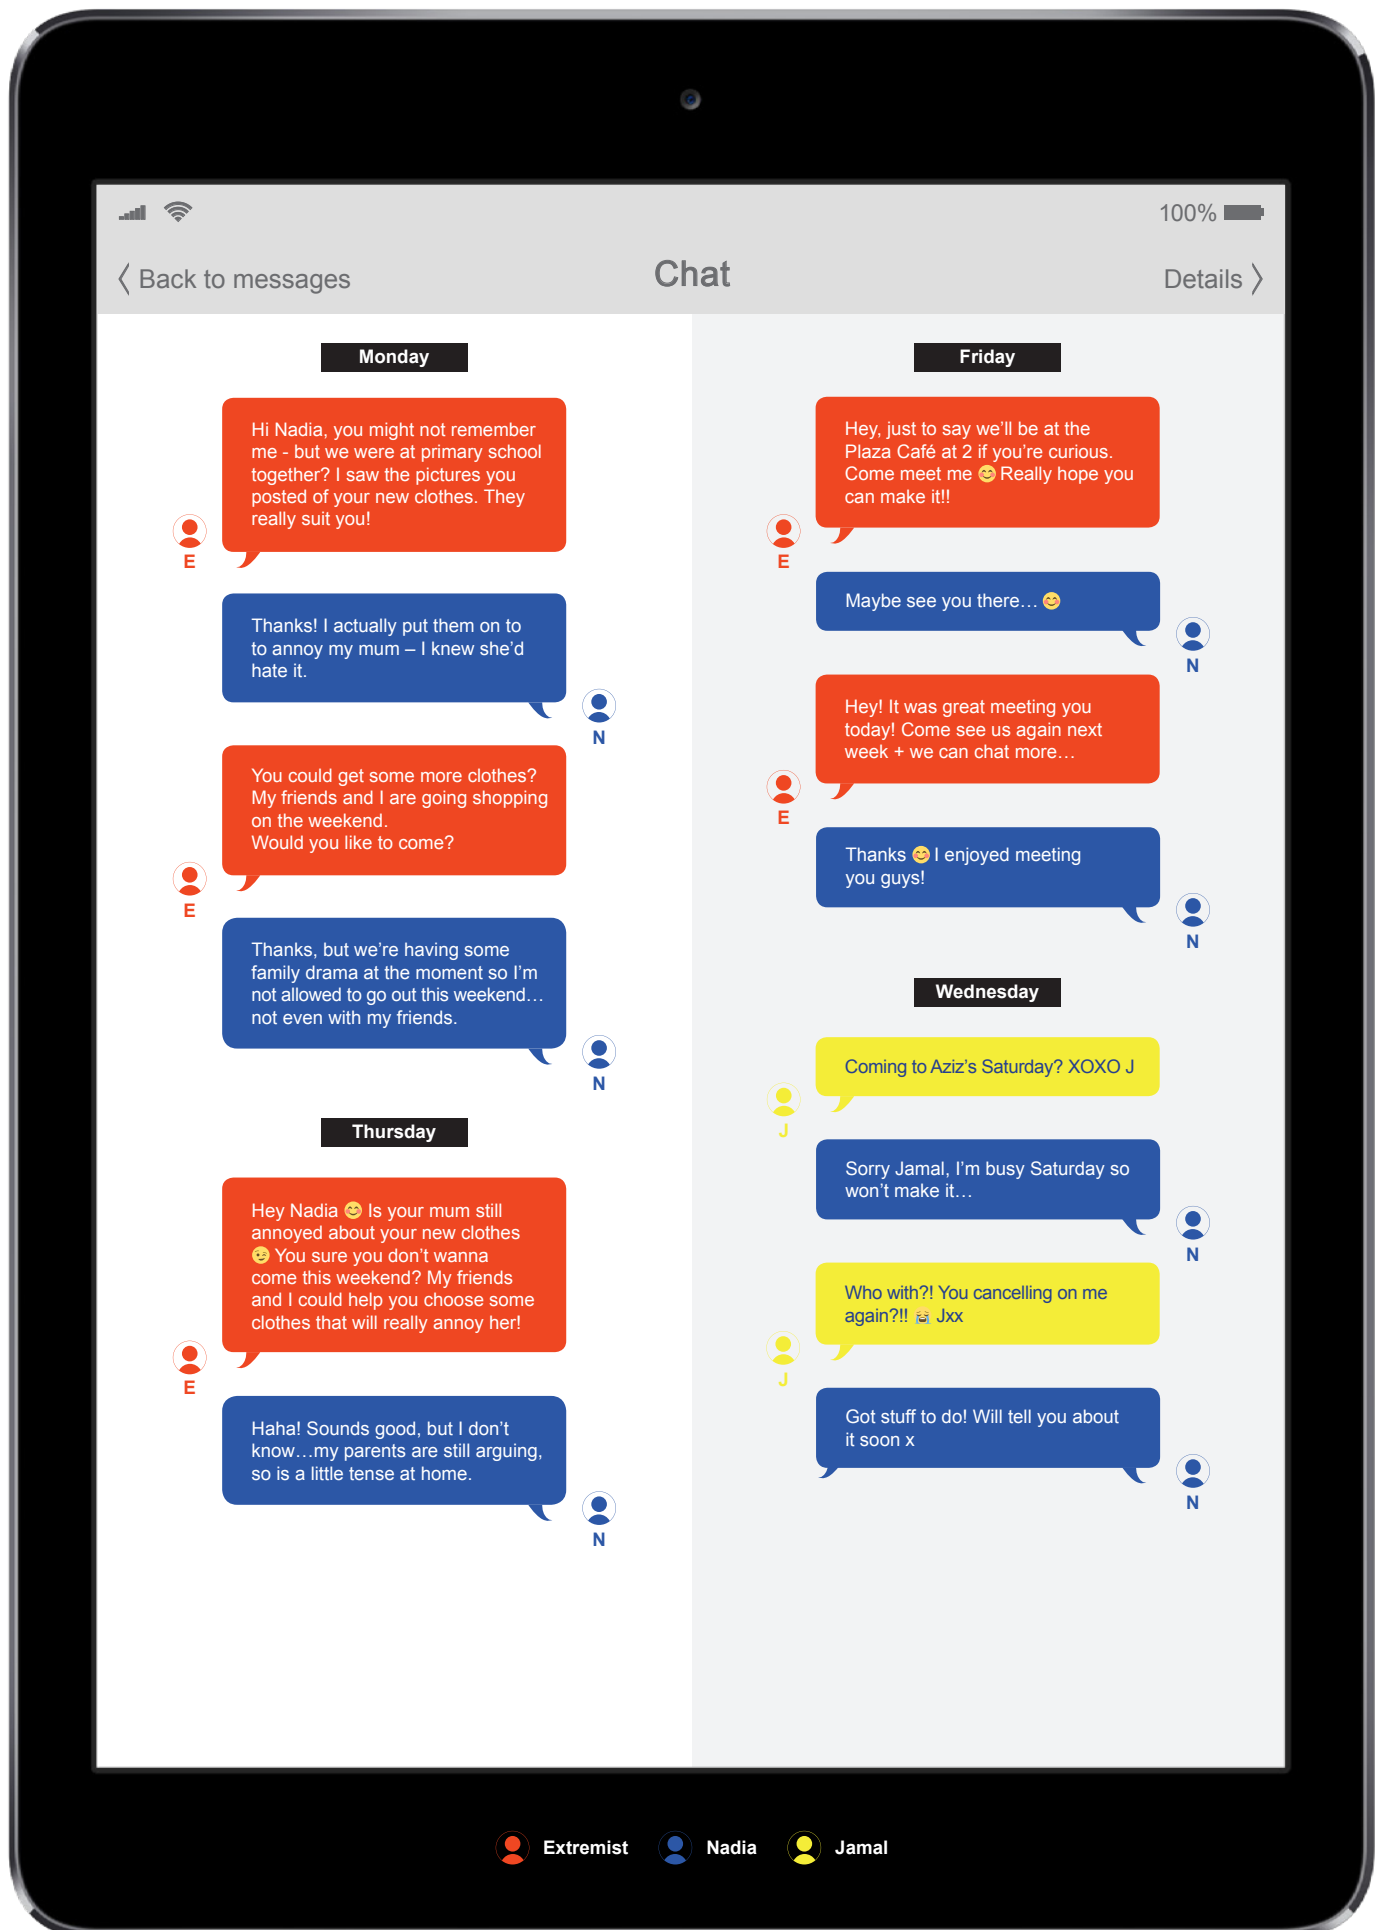 100%
Back to messages
Chat
Details
Monday
Hi Nadia, you might not remember
me - but we were at primary school
together? I saw the pictures you
posted of your new clothes. They
really suit you!
E
Thanks! I actually put them on to
to annoy my mum – I knew she’d
hate it.
N
You could get some more clothes?
My friends and I are going shopping
on the weekend.
Would you like to come?
E
Thanks, but we’re having some
family drama at the moment so I’m
not allowed to go out this weekend…
not even with my friends.
N
Thursday
Hey Nadia 😊 Is your mum still
annoyed about your new clothes
😉 You sure you don’t wanna
come this weekend? My friends
and I could help you choose some
clothes that will really annoy her!
E
Haha! Sounds good, but I don’t
know…my parents are still arguing,
so is a little tense at home.
N
Friday
Hey, just to say we’ll be at the
Plaza Café at 2 if you’re curious.
Come meet me 😊 Really hope you
can make it!!
E
Maybe see you there… 😊
N
Hey! It was great meeting you
today! Come see us again next
week + we can chat more…
E
Thanks 😊 I enjoyed meeting
you guys!
N
Wednesday
Coming to Aziz’s Saturday? XOXO J
J
Sorry Jamal, I’m busy Saturday so
won’t make it…
N
Who with?! You cancelling on me
again?!! 😭 Jxx
J
Got stuff to do! Will tell you about
it soon x
N
Extremist
Nadia
Jamal